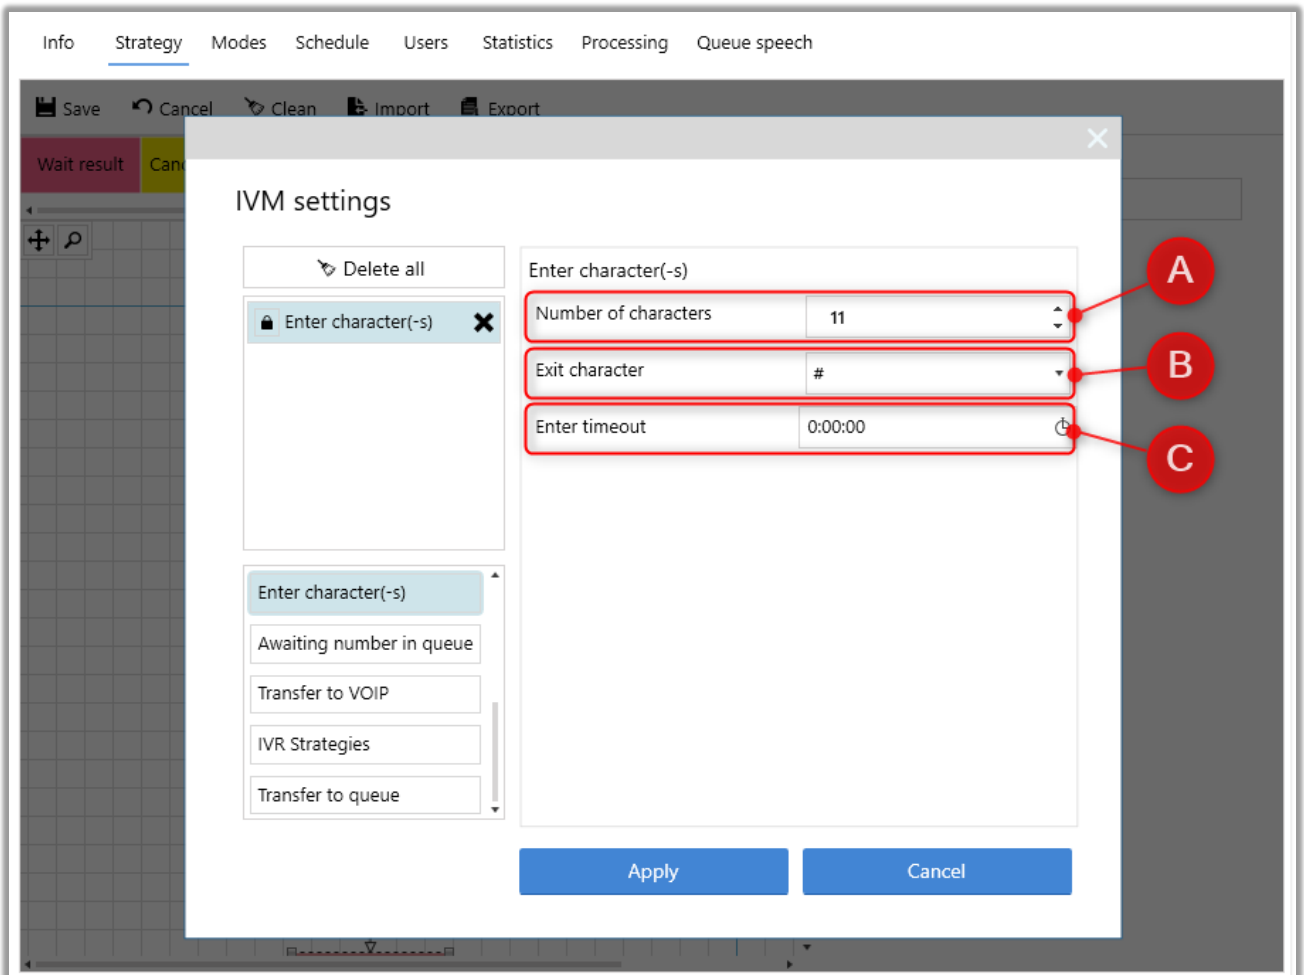 Info Strategy Modes Schedule Users Statistics Processing Queue speech
Save Cancel Clean Import Export
Wait result Canc
IVM settings
Delete all
Enter character(-s)
Enter character(-s)
Number of characters 11
A
Exit character #
B
Enter timeout 0:00:00
C
Enter character(-s)
Awaiting number in queue
Transfer to VOIP
IVR Strategies
Transfer to queue
Apply Cancel